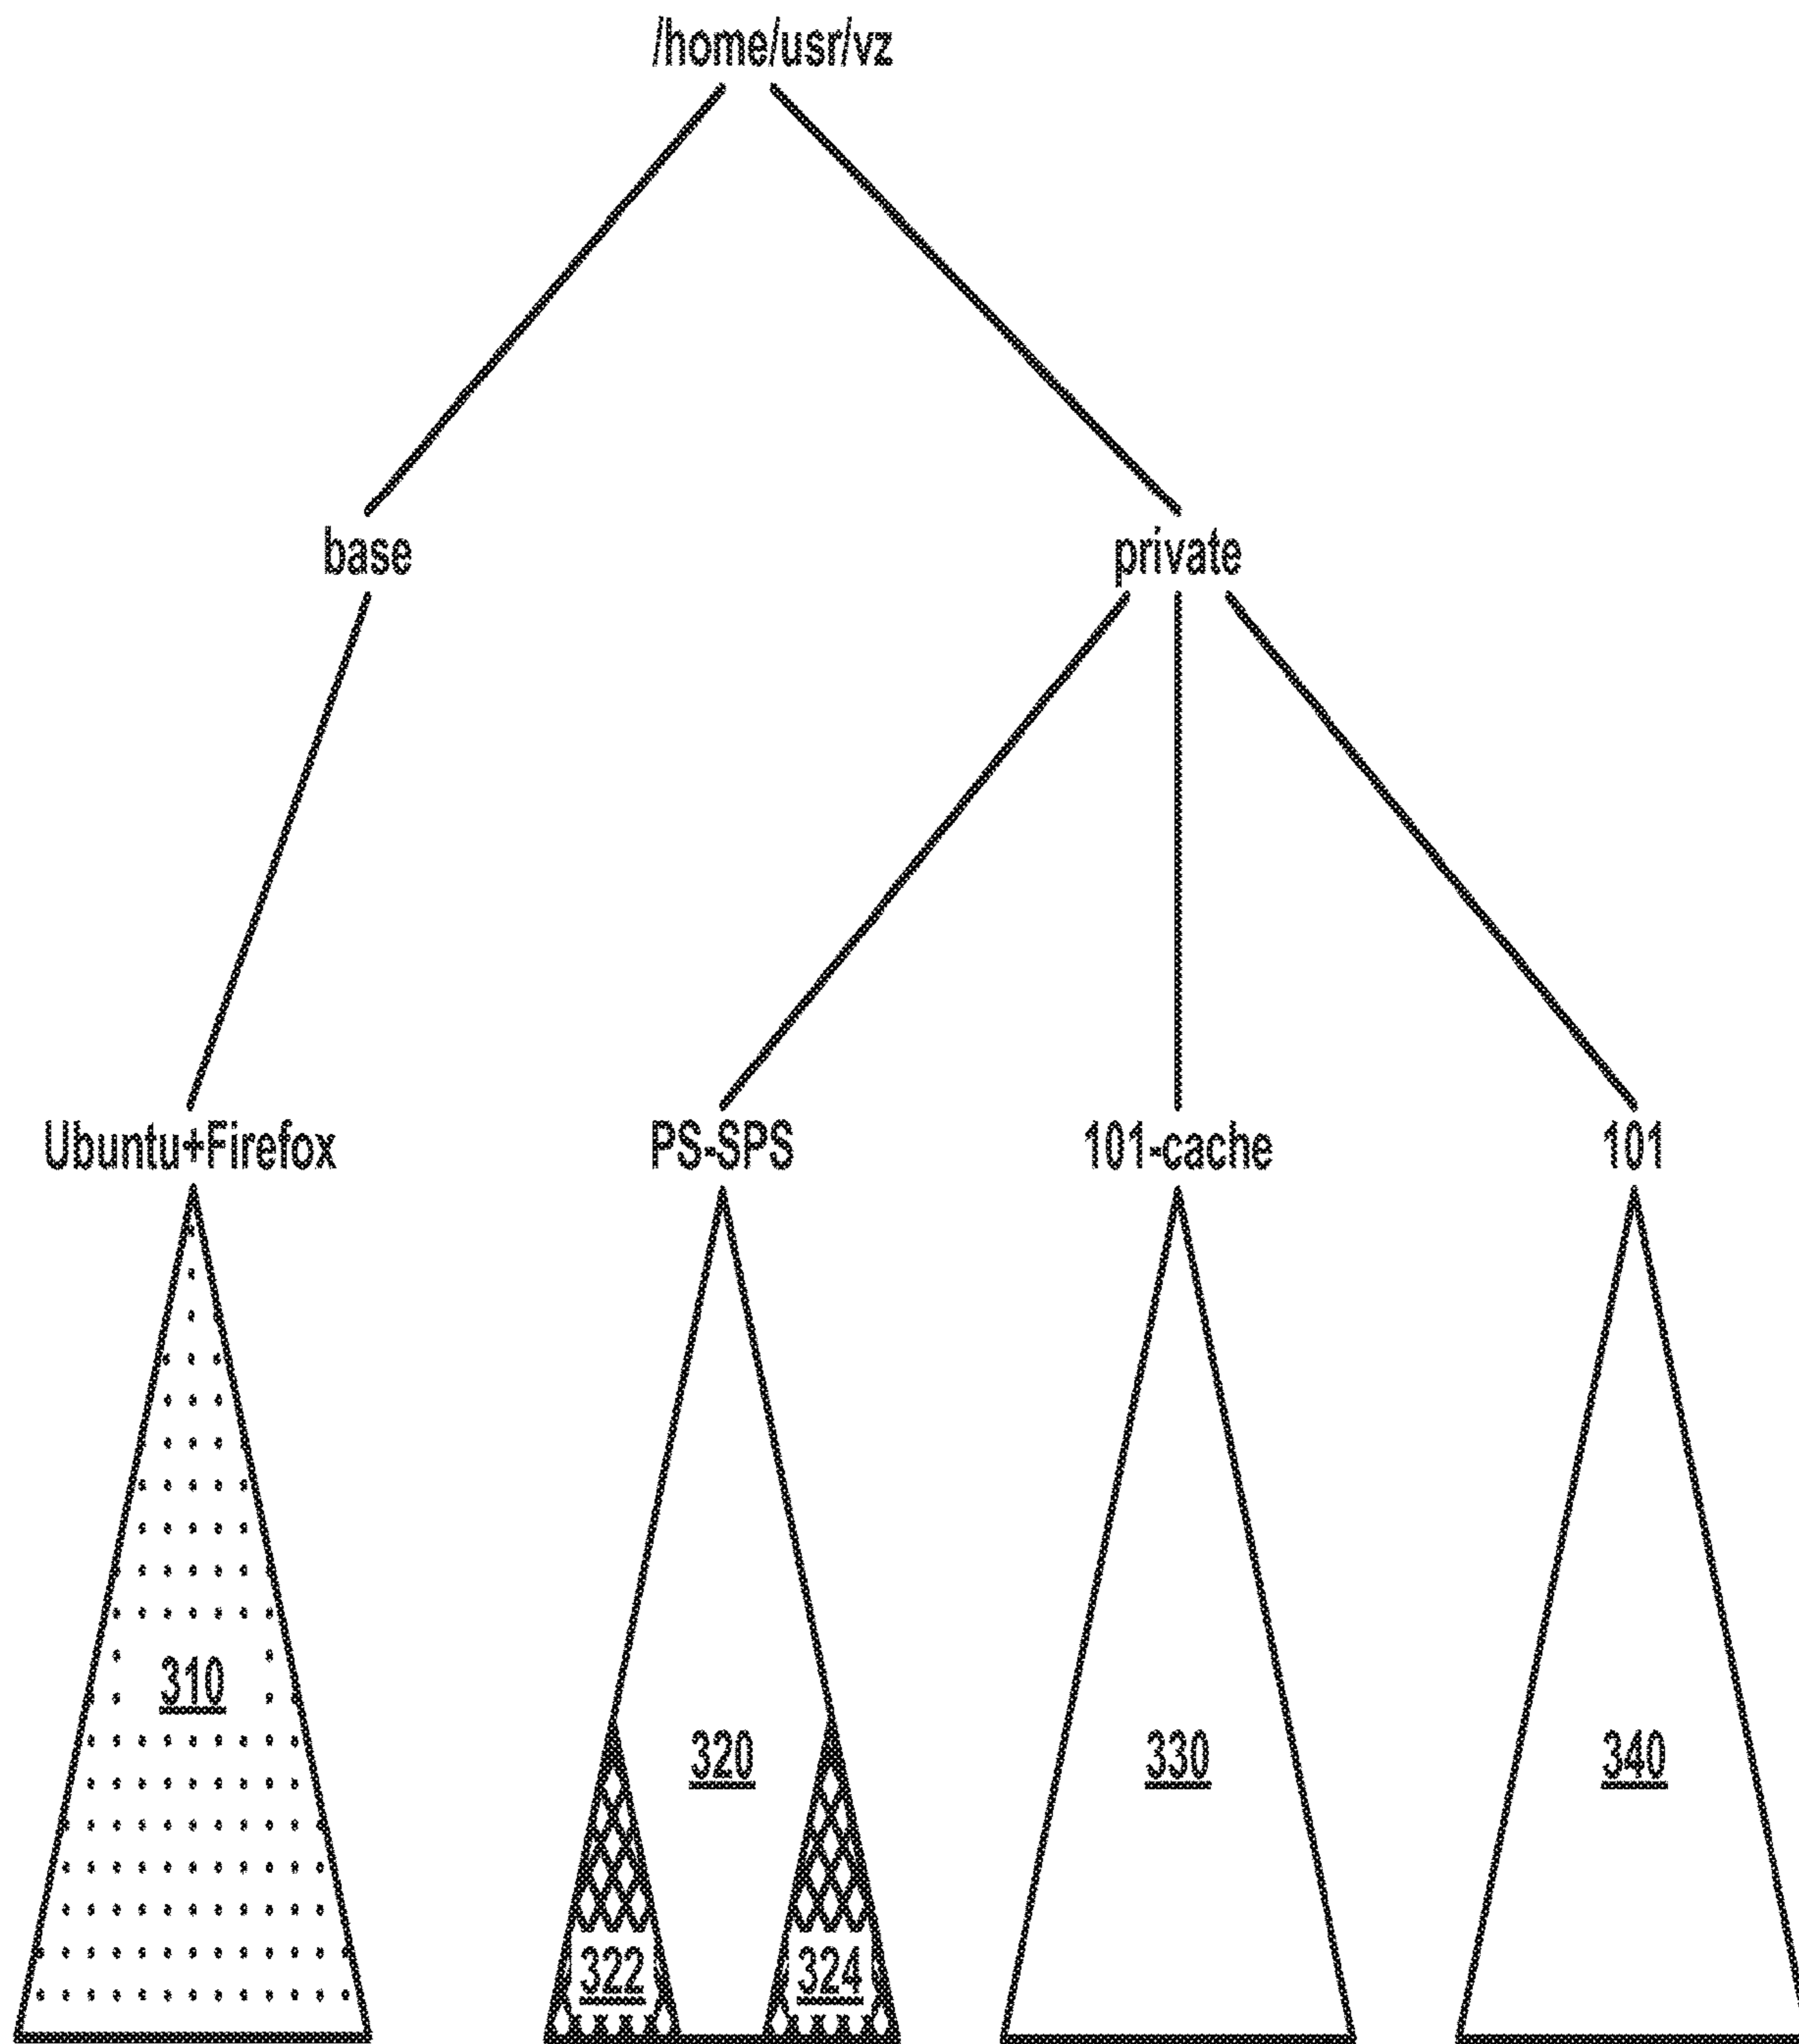 /home/usr/vz
base
private
Ubuntu+Firefox
PS-SPS
101-cache
101
310
320
330
340
322
324